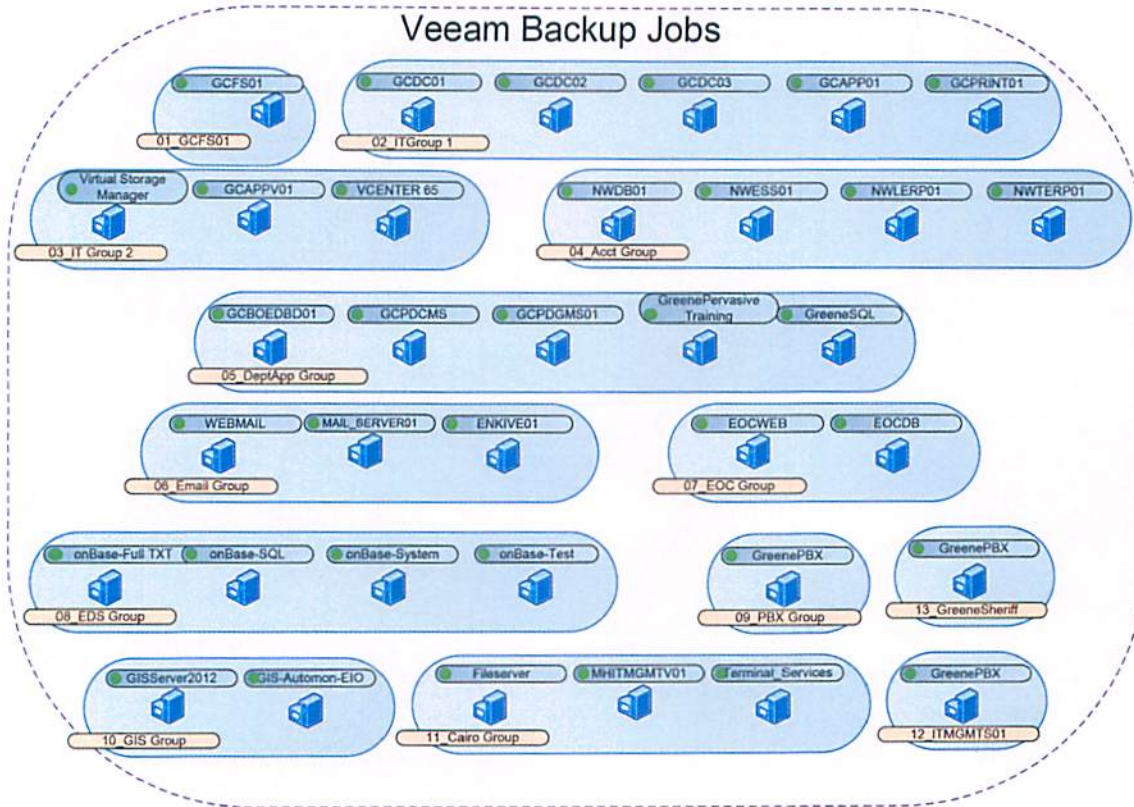 Veeam Backup Jobs
GCFS01
01_GCFS01
GCDC01
GCDC02
GCDC03
GCAPP01
GCPRINT01
02_ITGroup 1
Virtual Storage
Manager
GCAPPV01
VCENTER 65
03_IT Group 2
NWDB01
NWESS01
NWLERP01
NWTERP01
04_Acct Group
GCBOEDBD01
GCPDCMS
GCPDGMS01
GreenePervasive
Training
GreeneSQL
05_DeptApp Group
WEBMAIL
MAIL_SERVER01
ENKIVE01
06_Email Group
EOCWEB
EOCDB
07_EOC Group
onBase-Full TXT
onBase-SQL
onBase-System
onBase-Test
08_EDS Group
GreenePBX
09_PBX Group
GreenePBX
13_GreeneSheriff
GISServer2012
GIS-Automon-EIO
10_GIS Group
Fileserver
MHITMGMTV01
Terminal_Services
11_Cairo Group
GreenePBX
12_ITMGMTS01